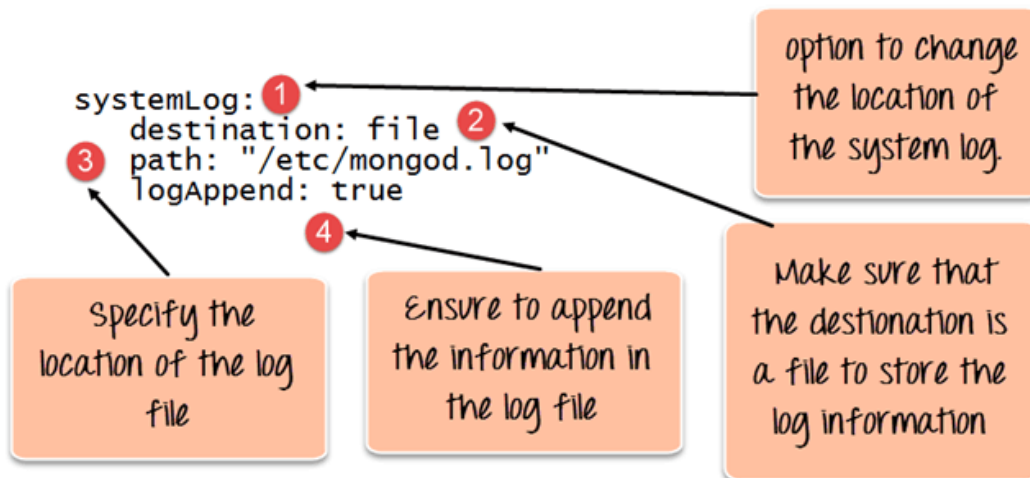 option to change
the location of
the system log.
systemLog: 1
destination: file 2
3 path: "/etc/mongod.log"
logAppend: true
4
Specify the
location of the log
file
Ensure to append
the information in
the log file
Make sure that
the destionation is
a file to store the
log information